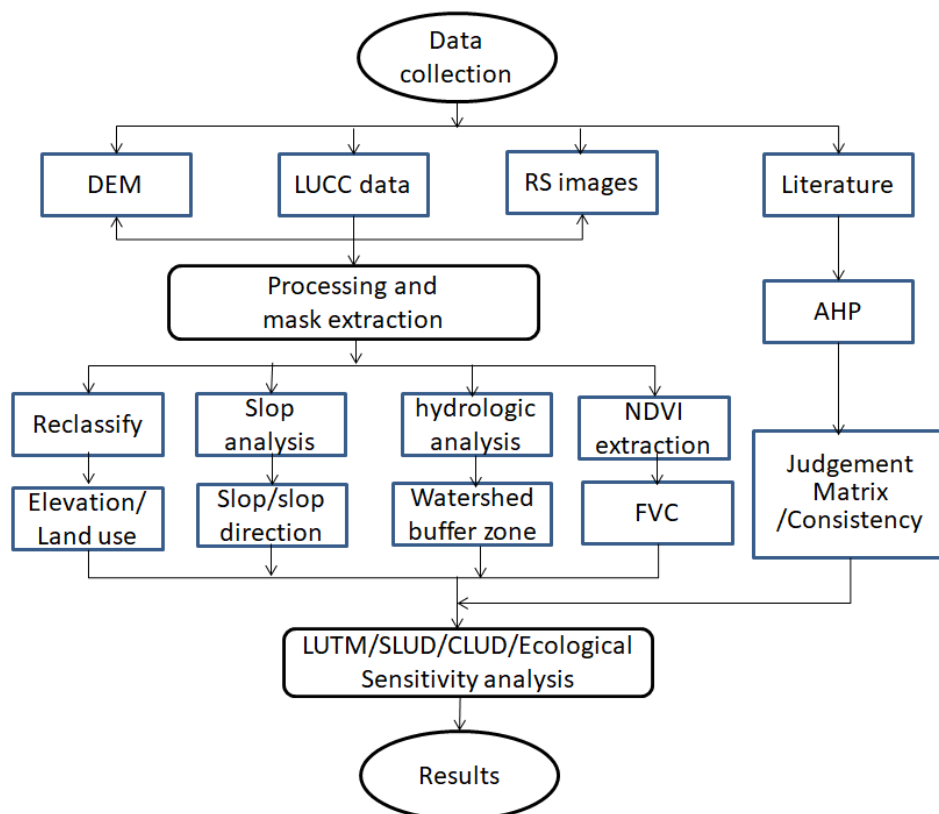 Data
collection
DEM
LUCC data
RS images
Literature
Processing and
mask extraction
AHP
Reclassify
Slop
analysis
hydrologic
analysis
NDVI
extraction
Judgement
Matrix
/Consistency
Elevation/
Land use
Slop/slop
direction
Watershed
buffer zone
FVC
LUTM/SLUD/CLUD/Ecological
Sensitivity analysis
Results